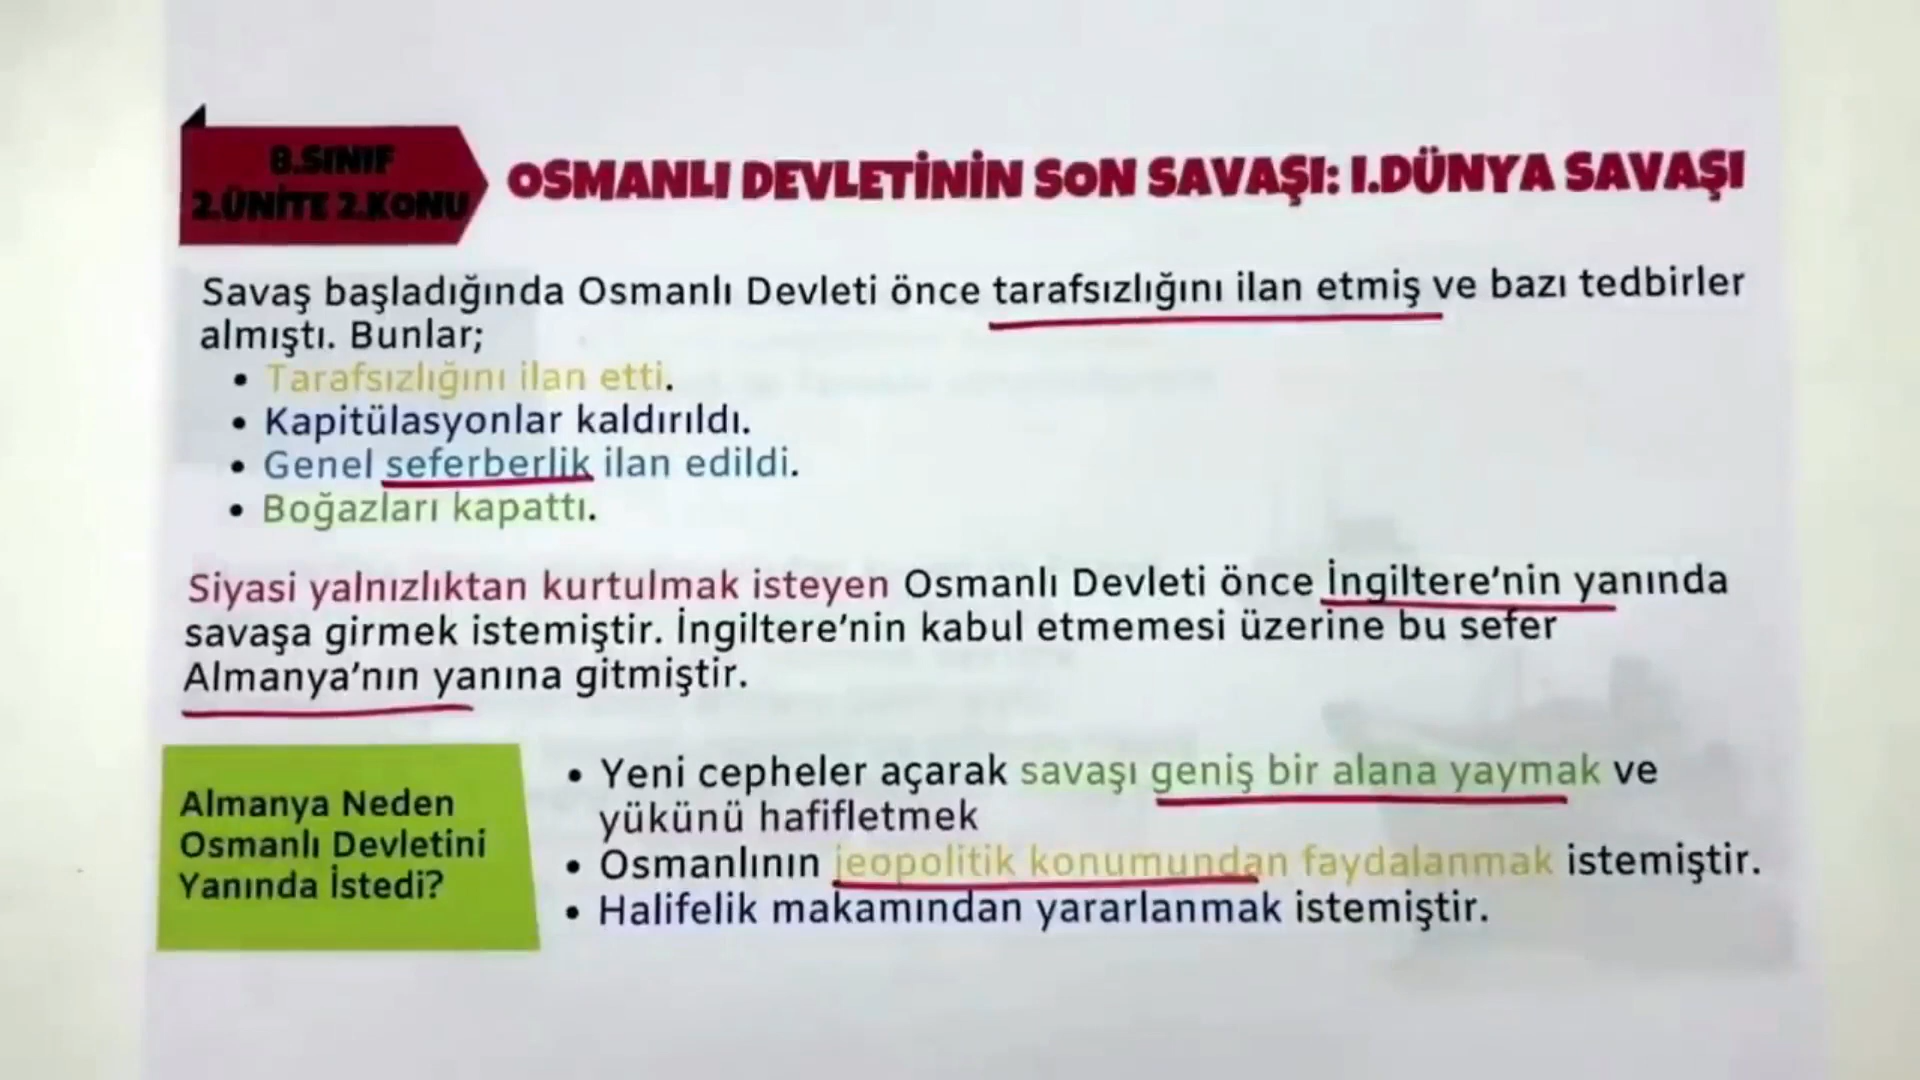 8.SINIF
2.ÜNİTE 2.KONU
OSMANLI DEVLETİNİN SON SAVAŞI: I.DÜNYA SAVAŞI
Savaş başladığında Osmanlı Devleti önce tarafsızlığını ilan etmiş ve bazı tedbirler
almıştı. Bunlar;
• Tarafsızlığını ilan etti.
• Kapitülasyonlar kaldırıldı.
• Genel seferberlik ilan edildi.
• Boğazları kapattı.
Siyasi yalnızlıktan kurtulmak isteyen Osmanlı Devleti önce İngiltere’nin yanında
savaşa girmek istemiştir. İngiltere’nin kabul etmemesi üzerine bu sefer
Almanya’nın yanına gitmiştir.
Almanya Neden
Osmanlı Devletini
Yanında İstedi?
• Yeni cepheler açarak savaşı geniş bir alana yaymak ve
yükünü hafifletmek
• Osmanlının jeopolitik konumundan faydalanmak istemiştir.
• Halifelik makamından yararlanmak istemiştir.